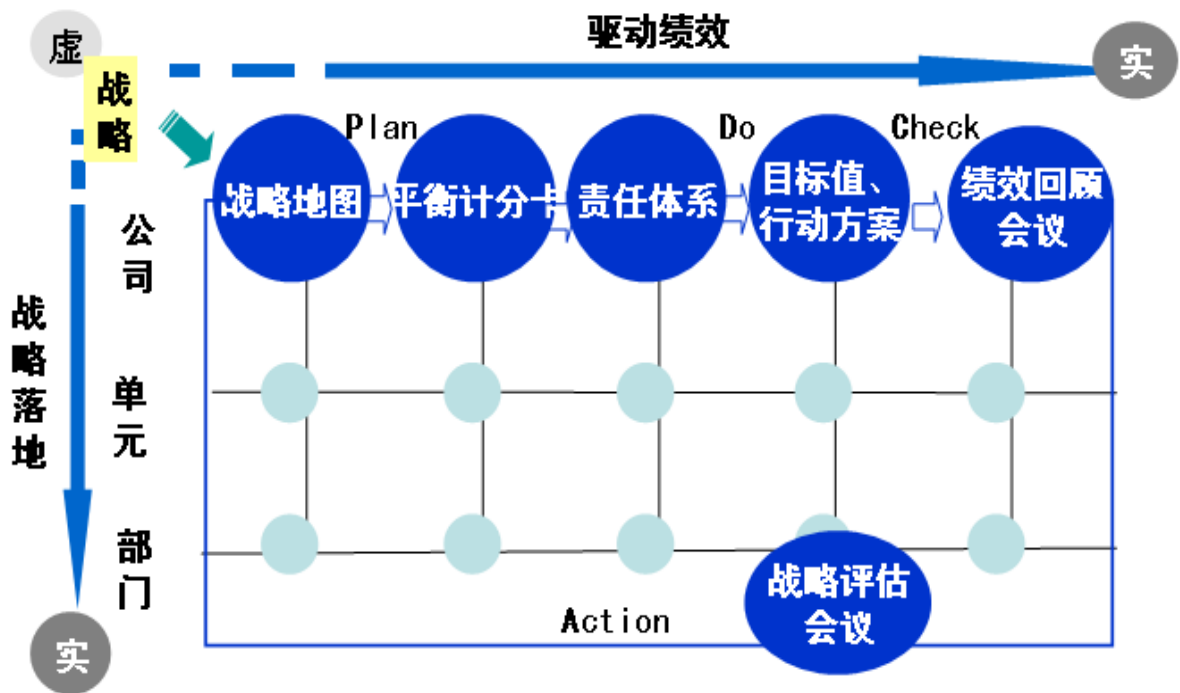 虚
驱动绩效
实
战
略
Plan
Do
Check
战略地图
平衡计分卡
责任体系
目标值、
行动方案
绩效回顾
会议
公
司
战
略
落
地
单
元
部
门
战略评估
会议
Action
实